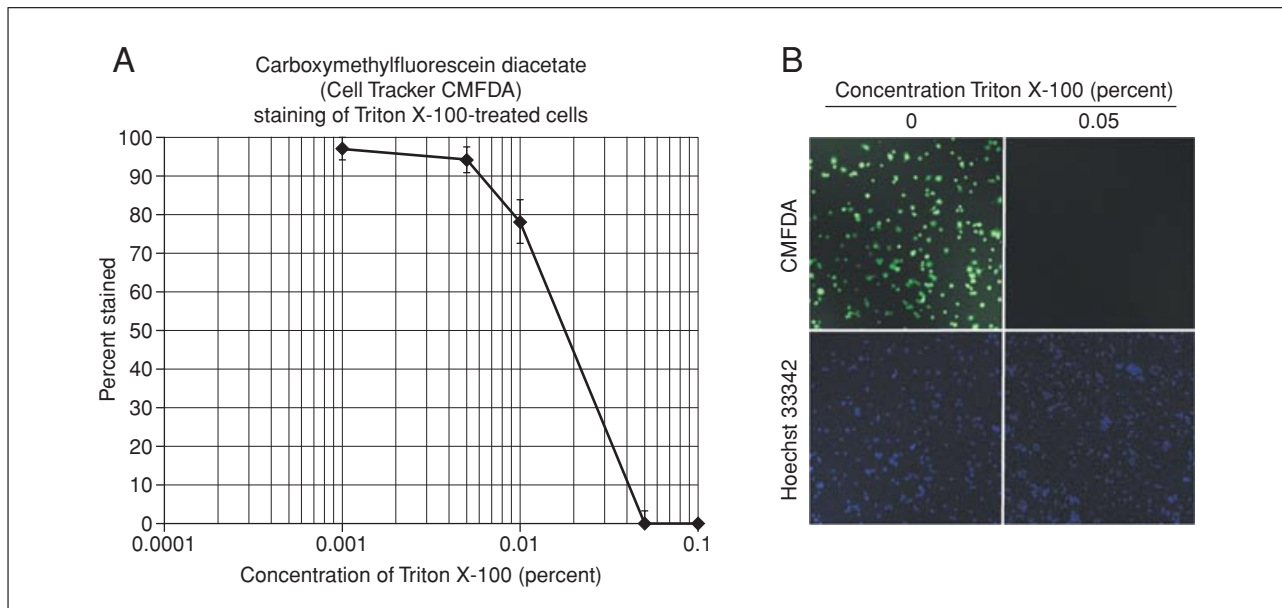 A
Carboxymethylfluorescein diacetate
(Cell Tracker CMFDA)
staining of Triton X-100-treated cells
100
90
80
70
60
50
40
30
20
10
0
Percent stained
0.0001
0.001
0.01
0.1
Concentration of Triton X-100 (percent)
B
Concentration Triton X-100 (percent)
0
0.05
CMFDA
Hoechst 33342